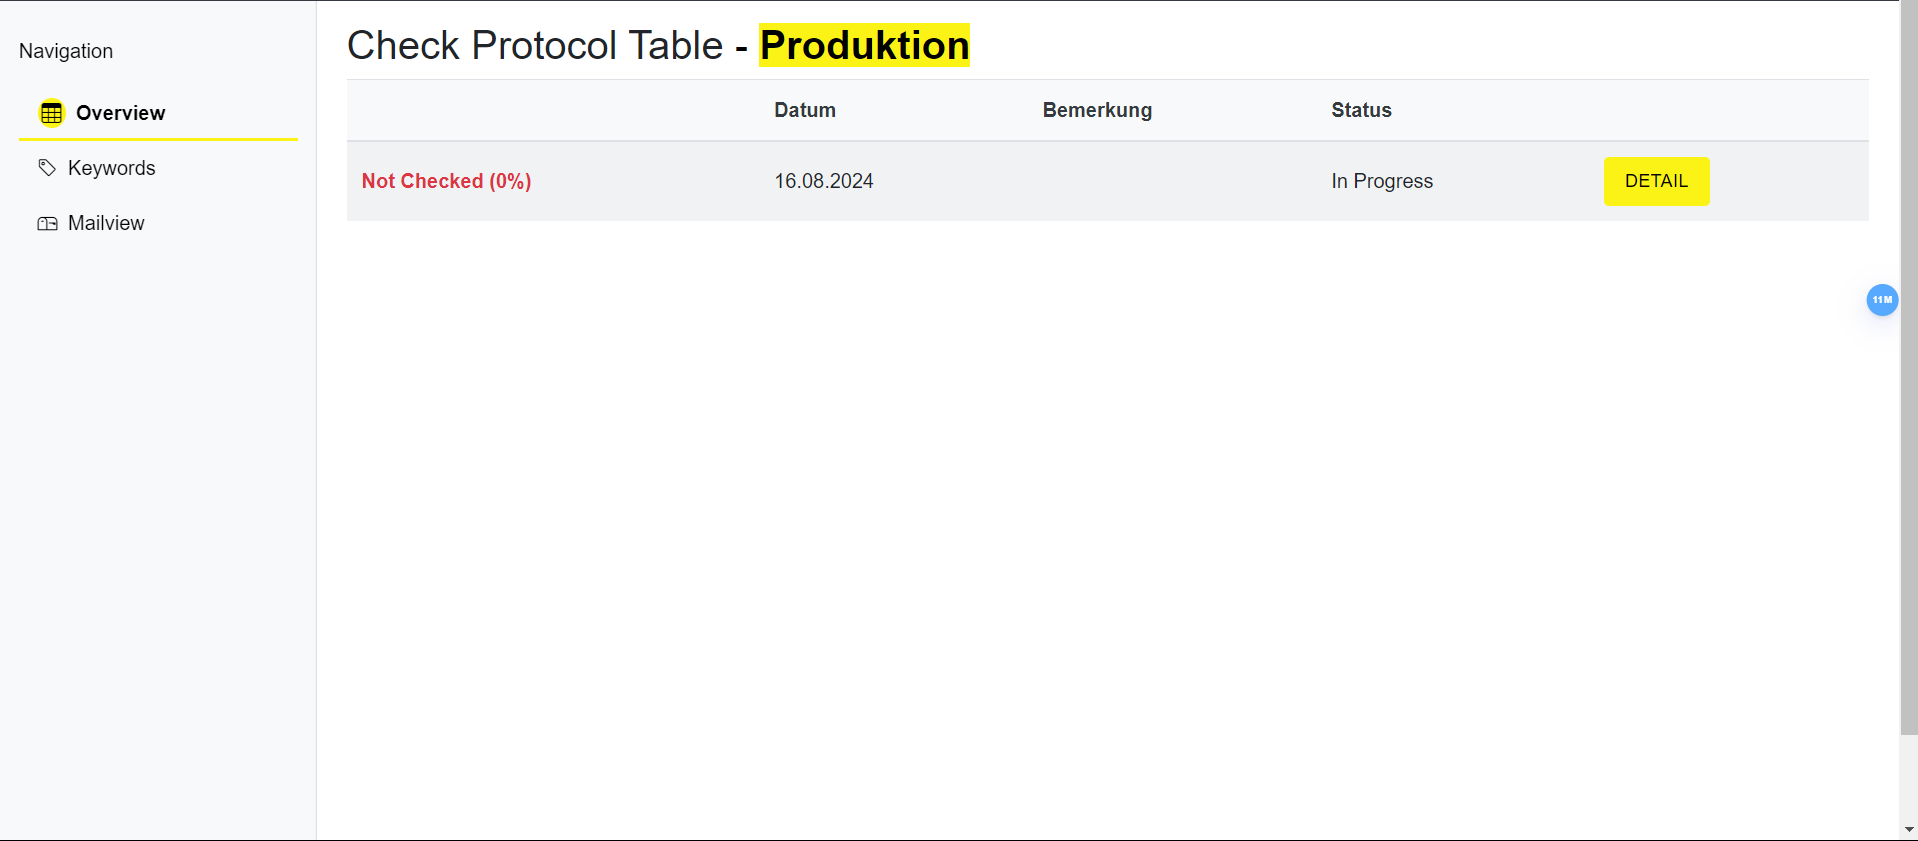 Navigation
Overview
Keywords
Mailview
Check Protocol Table - Produktion
Datum Bemerkung Status
Not Checked (0%) 16.08.2024 In Progress DETAIL
11M